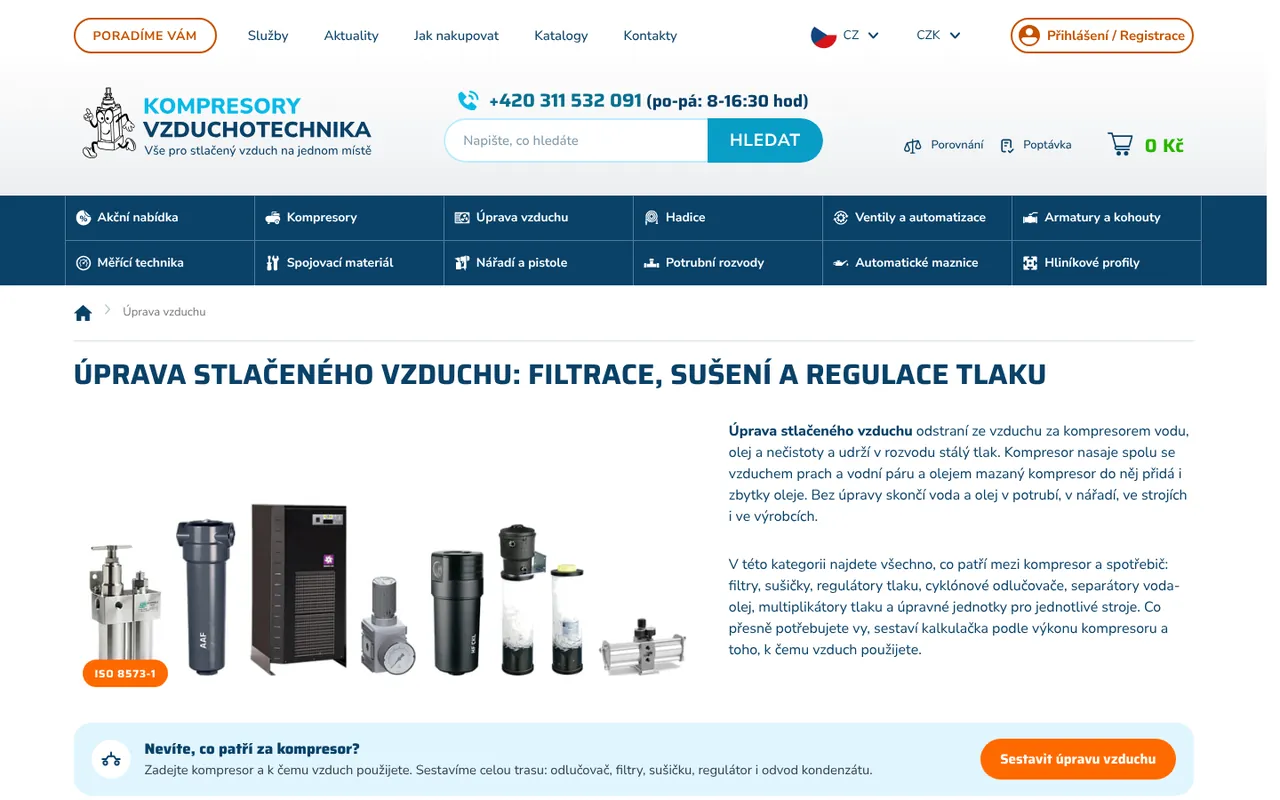 PORADÍME VÁM
Služby
Aktuality
Jak nakupovat
Katalogy
Kontakty
CZ
CZK
Přihlášení / Registrace
KOMPRESORY
VZDUCHOTECHNIKA
Vše pro stlačený vzduch na jednom místě
+420 311 532 091 (po-pá: 8-16:30 hod)
Napište, co hledáte
HLEDAT
Porovnání
Poptávka
0 Kč
Akční nabídka
Kompresory
Úprava vzduchu
Hadice
Ventily a automatizace
Armatury a kohouty
Měřící technika
Spojovací materiál
Nářadí a pistole
Potrubní rozvody
Automatické maznice
Hliníkové profily
Úprava vzduchu
ÚPRAVA STLAČENÉHO VZDUCHU: FILTRACE, SUŠENÍ A REGULACE TLAKU
Úprava stlačeného vzduchu odstraní ze vzduchu za kompresorem vodu,
olej a nečistoty a udrží v rozvodu stálý tlak. Kompresor nasaje spolu se
vzduchem prach a vodní páru a olejem mazaný kompresor do něj přidá i
zbytky oleje. Bez úpravy skončí voda a olej v potrubí, v nářadí, ve strojích
i ve výrobcích.
V této kategorii najdete všechno, co patří mezi kompresor a spotřebič:
filtry, sušičky, regulátory tlaku, cyklónové odlučovače, separátory voda-
olej, multiplikátory tlaku a úpravné jednotky pro jednotlivé stroje. Co
přesně potřebujete vy, sestaví kalkulačka podle výkonu kompresoru a
toho, k čemu vzduch použijete.
AAF
ISO 8573-1
Nevíte, co patří za kompresor?
Zadejte kompresor a k čemu vzduch použijete. Sestavíme celou trasu: odlučovač, filtry, sušičku, regulátor i odvod kondenzátu.
Sestavit úpravu vzduchu